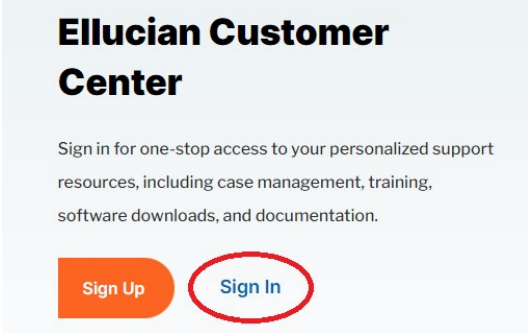 Ellucian Customer
Center
Sign in for one-stop access to your personalized support
resources, including case management, training,
software downloads, and documentation.
Sign Up Sign In